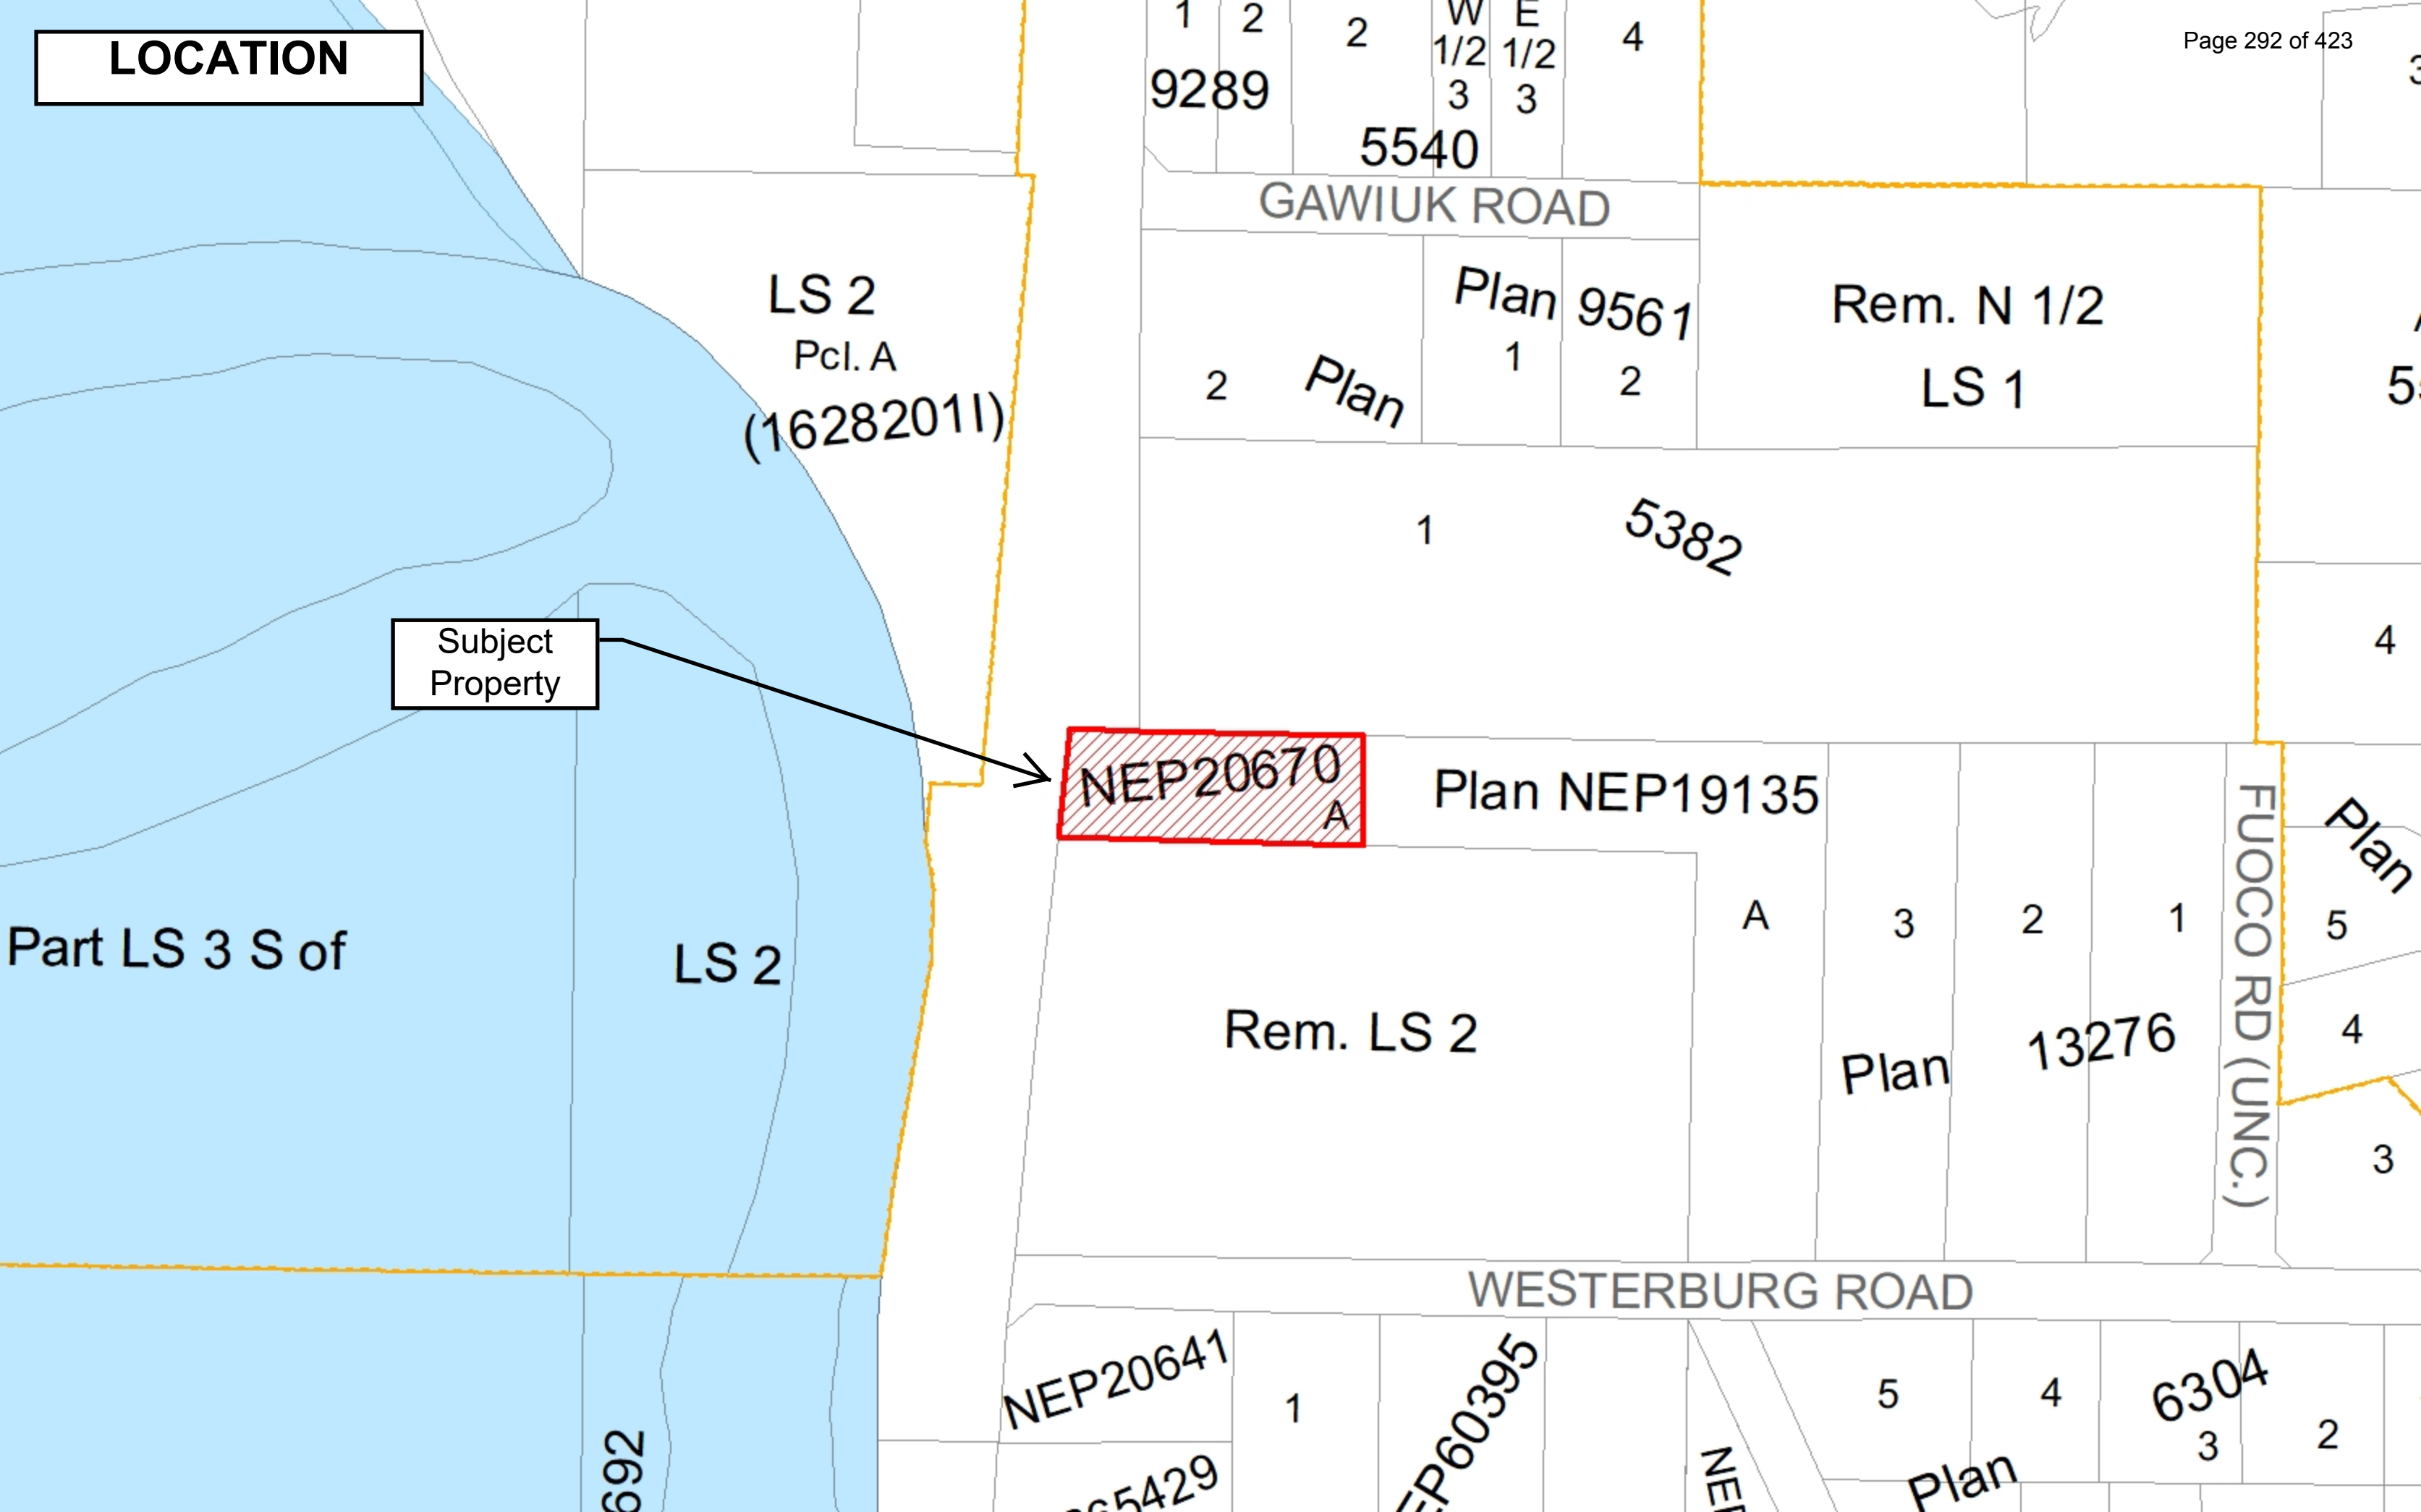 LOCATION
Page 292 of 423
1
2
2
W
1/2
3
E
1/2
3
4
3
9289
5540
GAWIUK ROAD
LS 2
Pcl. A
(1628201I)
Plan 9561
1
2
2
Plan
Rem. N 1/2
LS 1
1
5382
4
Subject
Property
NEP20670
A
Plan NEP19135
FUOCO RD (UNC.)
Plan
5
4
3
Part LS 3 S of
LS 2
A
3
2
1
Rem. LS 2
Plan
13276
WESTERBURG ROAD
NEP20641
1
5
4
6304
3
2
Plan